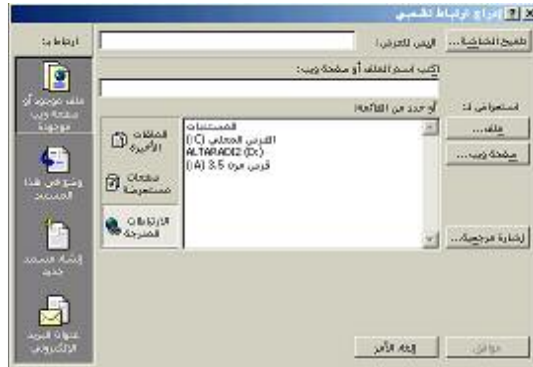 إدراج ارتباط تشعبي
ارتباط بـ:
النص للعرض:
تلميح الشاشة...
اكتب اسم الملف أو صفحة ويب:
أو حدد من القائمة:
استعراض لـ:
ملف موجود أو
صفحة ويب
موجودة
وضع في هذا
المستند
إنشاء مستند
جديد
عنوان البريد
الإلكتروني
الملفات
الأخيرة
صفحات
مستعرضة
الارتباطات
المدرجة
المستندات
القرص المحلي (C:)
ALTARADI2 (D:)
قرص مرن 3.5 (A:)
ملف...
صفحة ويب...
إشارة مرجعية...
إلغاء الأمر
موافق